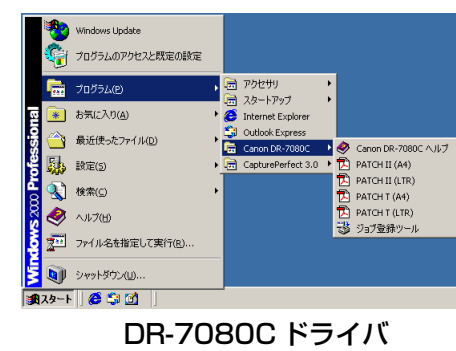 Windows Update
プログラムのアクセスと既定の設定
プログラム(P)
お気に入り(A)
最近使ったファイル(D)
設定(S)
検索(C)
ヘルプ(H)
ファイル名を指定して実行(R)...
シャットダウン(U)...
Windows 2000 Professional
アクセサリ
スタートアップ
Internet Explorer
Outlook Express
Canon DR-7080C
CapturePerfect 3.0
Canon DR-7080C ヘルプ
PATCH II (A4)
PATCH II (LTR)
PATCH T (A4)
PATCH T (LTR)
ジョブ登録ツール
スタート
DR-7080C ドライバ